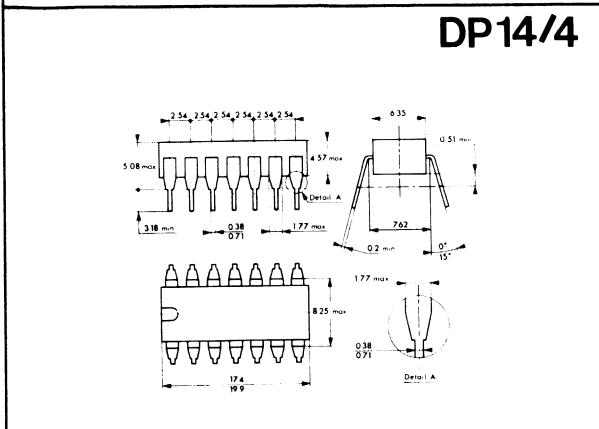 DP14/4
2.54 2.54 2.54 2.54 2.54 2.54
6.35
0.51 min
5.08 max
4.57 max
Detail A
3.18 min
0.38
0.71
1.77 max
7.62
0.2 min
0°
15°
1.77 max
8.25 max
0.38
0.71
Detail A
17.4
19.9